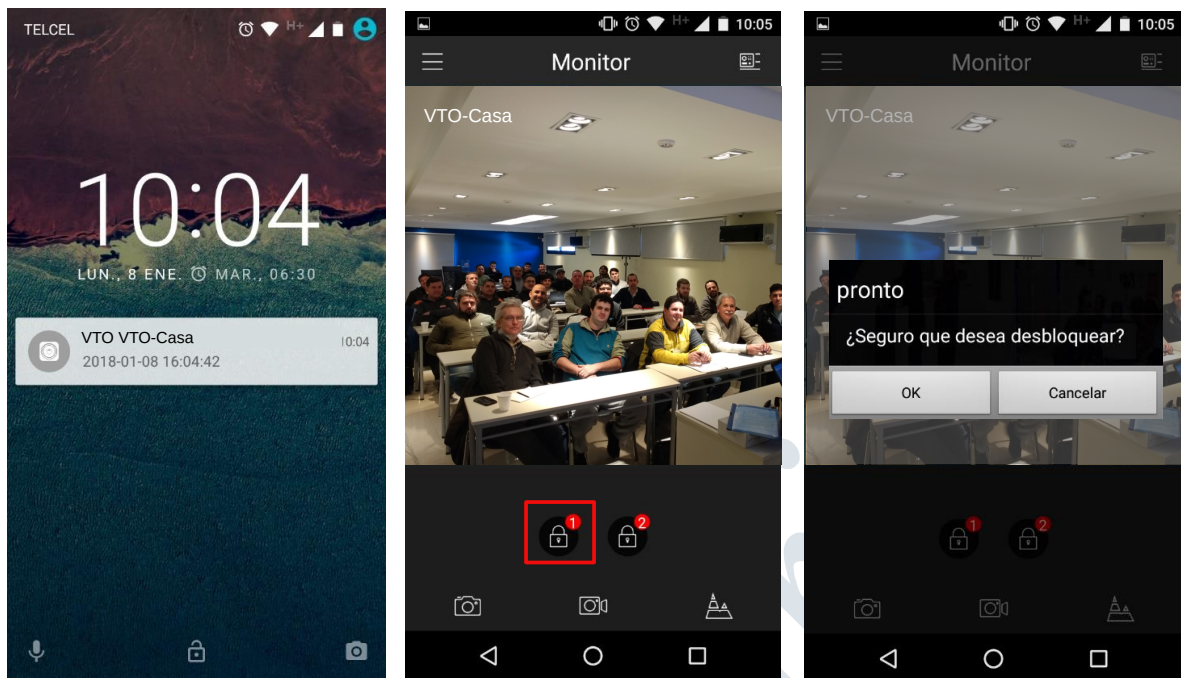 TELCEL
H+
10:04
LUN., 8 ENE. MAR., 06:30
VTO VTO-Casa
10:04
2018-01-08 16:04:42
H+
10:05
Monitor
VTO-Casa
1
2
H+
10:05
Monitor
VTO-Casa
pronto
¿Seguro que desea desbloquear?
OK
Cancelar
1
2